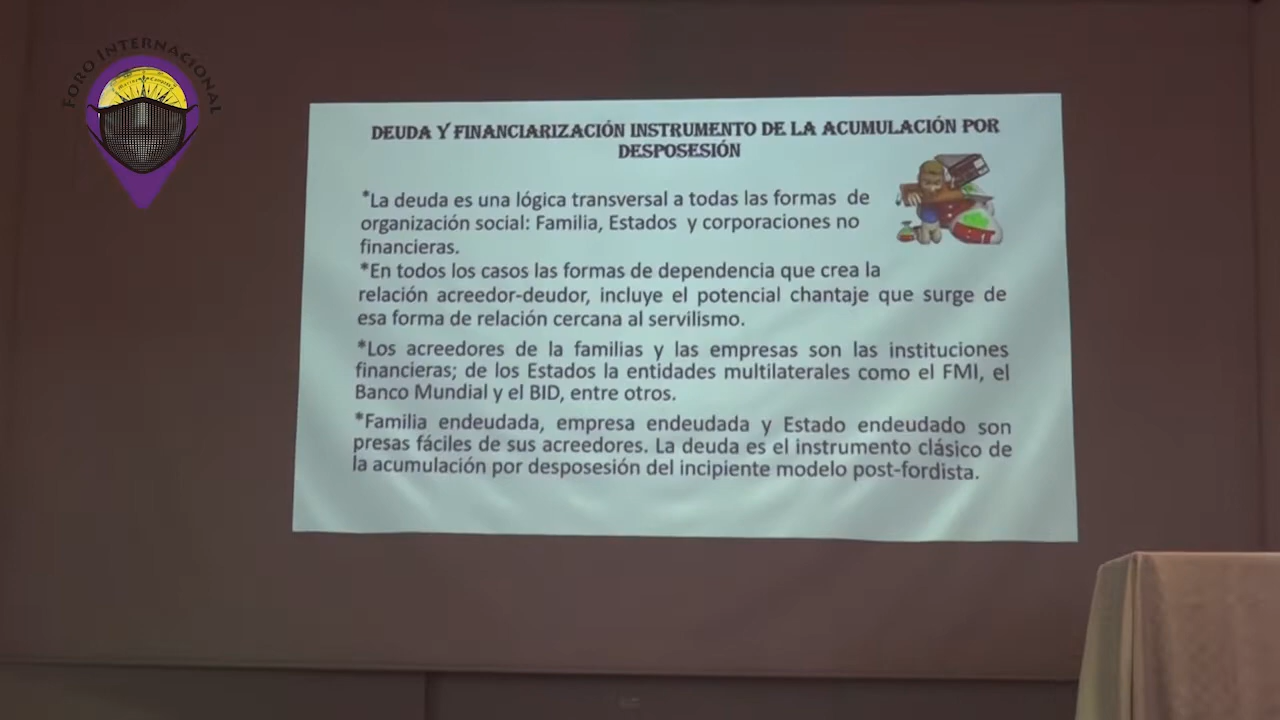 FORO INTERNACIONAL
DEUDA Y FINANCIARIZACIÓN INSTRUMENTO DE LA ACUMULACIÓN POR
DESPOSESIÓN
*La deuda es una lógica transversal a todas las formas de
organización social: Familia, Estados y corporaciones no
financieras.
*En todos los casos las formas de dependencia que crea la
relación acreedor-deudor, incluye el potencial chantaje que surge de
esa forma de relación cercana al servilismo.
*Los acreedores de la familias y las empresas son las instituciones
financieras; de los Estados la entidades multilaterales como el FMI, el
Banco Mundial y el BID, entre otros.
*Familia endeudada, empresa endeudada y Estado endeudado son
presas fáciles de sus acreedores. La deuda es el instrumento clásico de
la acumulación por desposesión del incipiente modelo post-fordista.